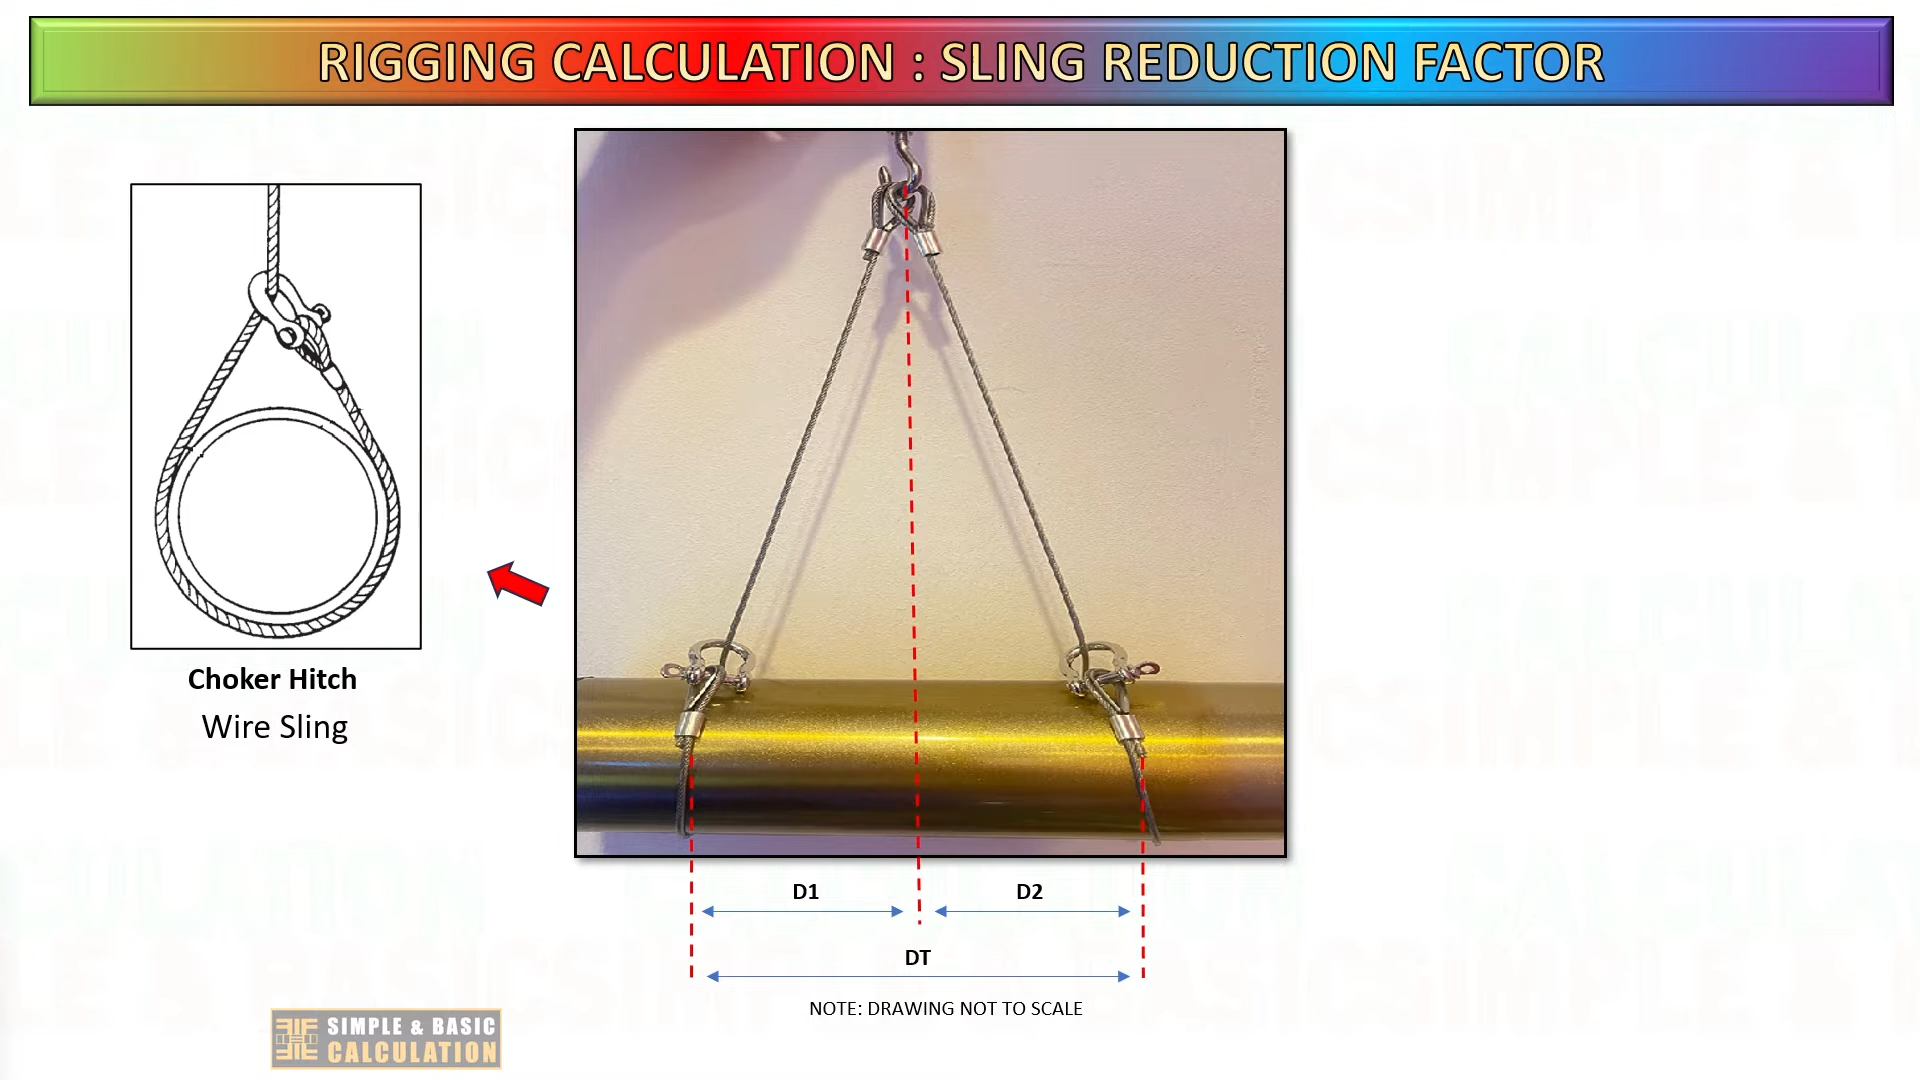 RIGGING CALCULATION : SLING REDUCTION FACTOR
Choker Hitch
Wire Sling
D1
D2
DT
NOTE: DRAWING NOT TO SCALE
SIMPLE & BASIC
CALCULATION